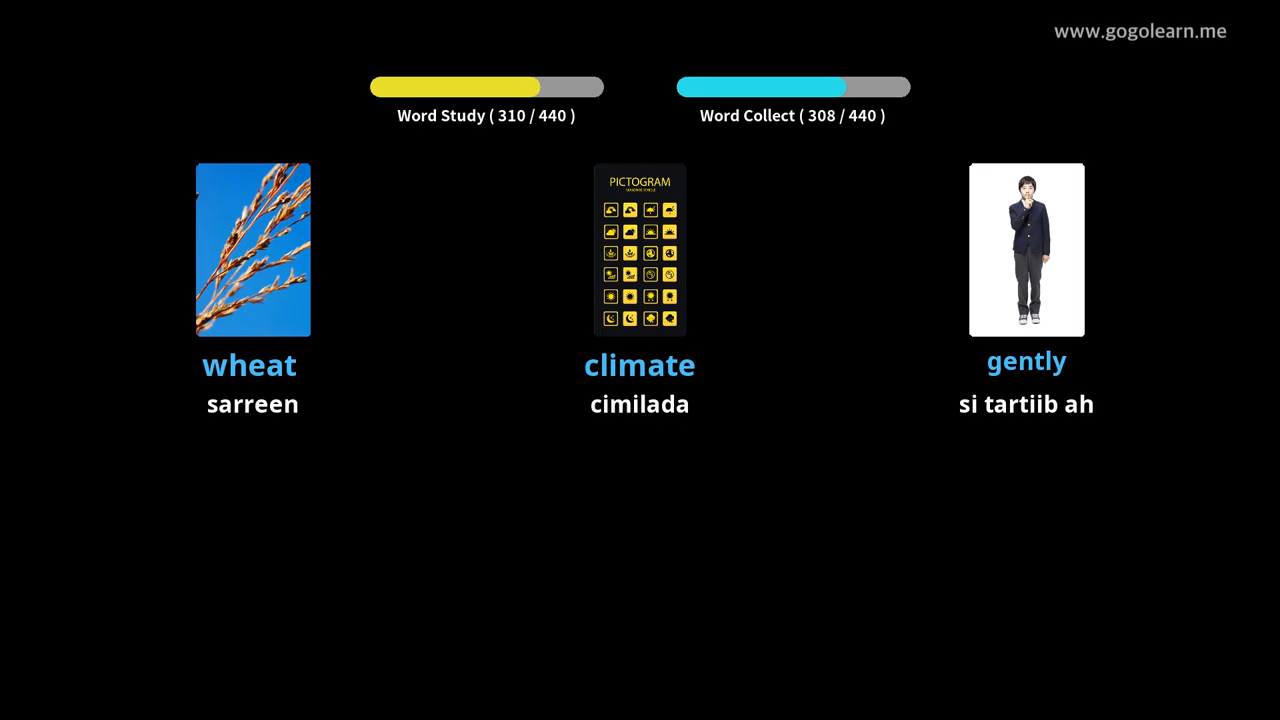 www.gogolearn.me
Word Study ( 310 / 440 )
Word Collect ( 308 / 440 )
PICTOGRAM
wheat
climate
gently
sarreen
cimilada
si tartiib ah